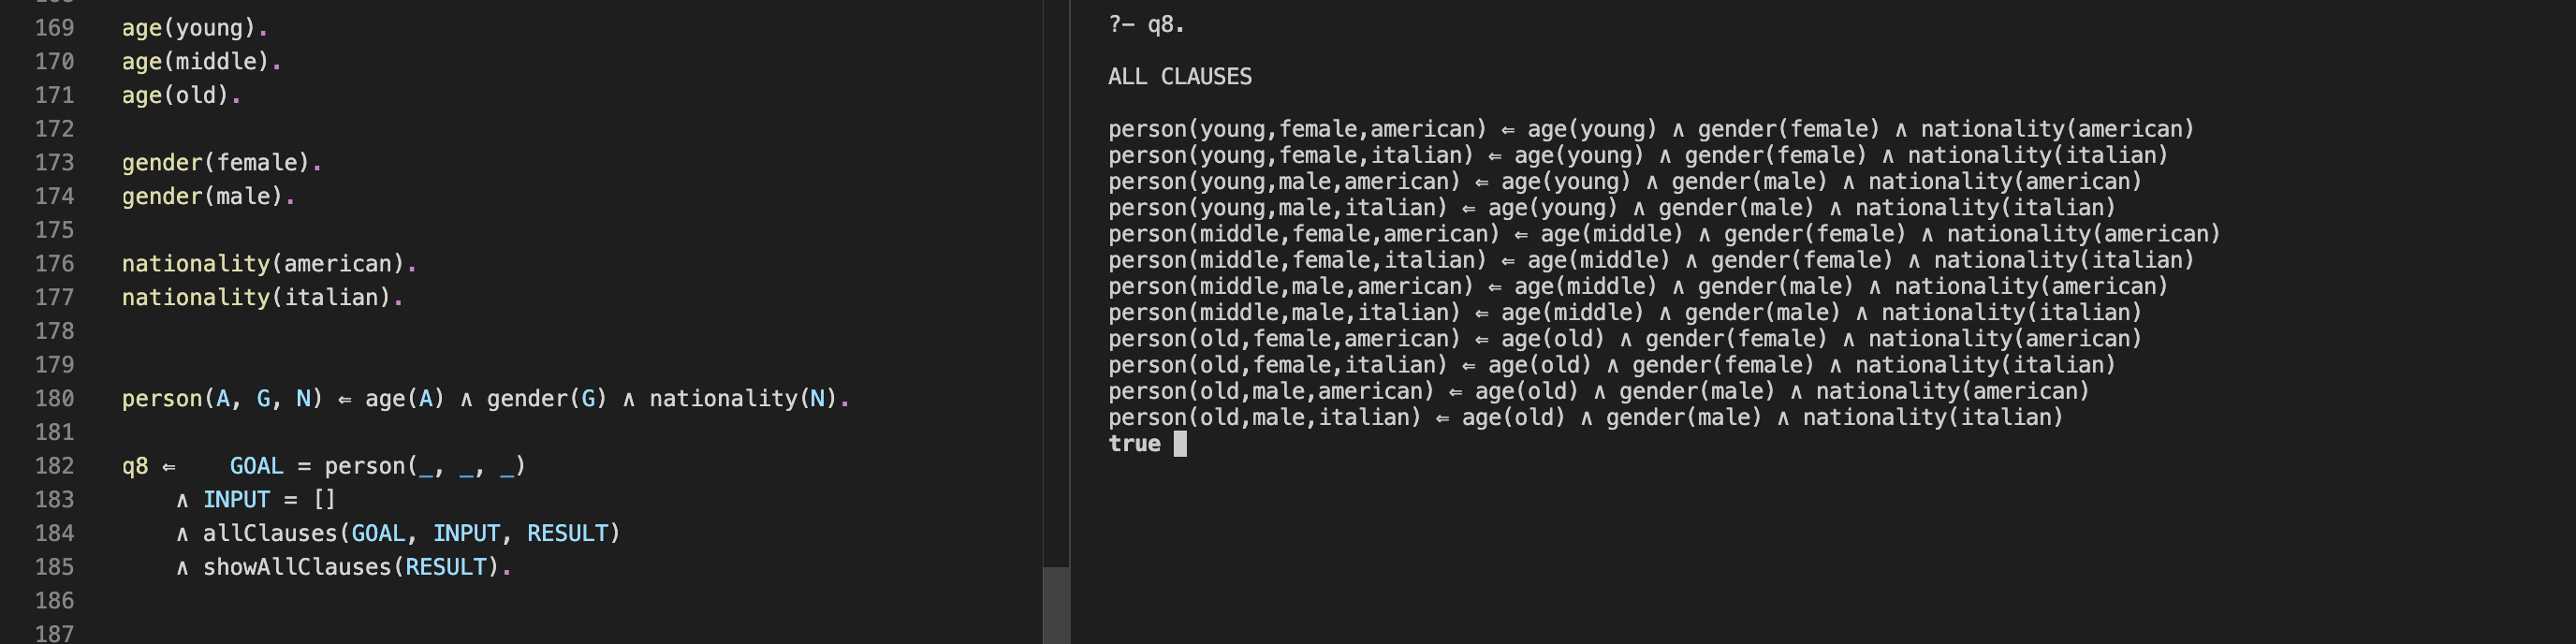 169 age(young).
170 age(middle).
171 age(old).
172
173 gender(female).
174 gender(male).
175
176 nationality(american).
177 nationality(italian).
178
179
180 person(A, G, N) ⇐ age(A) ∧ gender(G) ∧ nationality(N).
181
182 q8 ⇐    GOAL = person(_, _, _)
183     ∧ INPUT = []
184     ∧ allClauses(GOAL, INPUT, RESULT)
185     ∧ showAllClauses(RESULT).
186
187
?- q8.
ALL CLAUSES
person(young,female,american) ⇐ age(young) ∧ gender(female) ∧ nationality(american)
person(young,female,italian) ⇐ age(young) ∧ gender(female) ∧ nationality(italian)
person(young,male,american) ⇐ age(young) ∧ gender(male) ∧ nationality(american)
person(young,male,italian) ⇐ age(young) ∧ gender(male) ∧ nationality(italian)
person(middle,female,american) ⇐ age(middle) ∧ gender(female) ∧ nationality(american)
person(middle,female,italian) ⇐ age(middle) ∧ gender(female) ∧ nationality(italian)
person(middle,male,american) ⇐ age(middle) ∧ gender(male) ∧ nationality(american)
person(middle,male,italian) ⇐ age(middle) ∧ gender(male) ∧ nationality(italian)
person(old,female,american) ⇐ age(old) ∧ gender(female) ∧ nationality(american)
person(old,female,italian) ⇐ age(old) ∧ gender(female) ∧ nationality(italian)
person(old,male,american) ⇐ age(old) ∧ gender(male) ∧ nationality(american)
person(old,male,italian) ⇐ age(old) ∧ gender(male) ∧ nationality(italian)
true